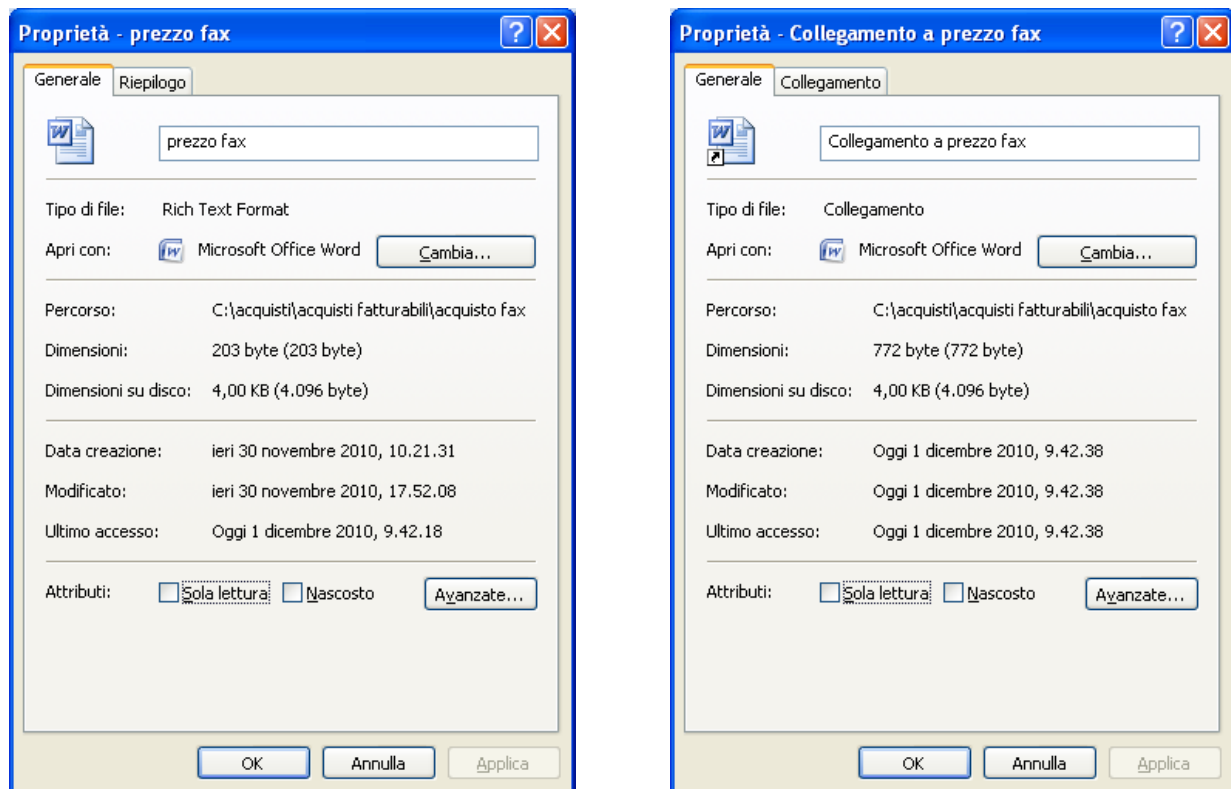 Proprietà - prezzo fax
Generale
Riepilogo
prezzo fax
Tipo di file: Rich Text Format
Apri con: Microsoft Office Word Cambia...
Percorso: C:\acquisti\acquisti fatturabili\acquisto fax
Dimensioni: 203 byte (203 byte)
Dimensioni su disco: 4,00 KB (4.096 byte)
Data creazione: ieri 30 novembre 2010, 10.21.31
Modificato: ieri 30 novembre 2010, 17.52.08
Ultimo accesso: Oggi 1 dicembre 2010, 9.42.18
Attributi: Sola lettura Nascosto Avanzate...
OK Annulla Applica
Proprietà - Collegamento a prezzo fax
Generale
Collegamento
Collegamento a prezzo fax
Tipo di file: Collegamento
Apri con: Microsoft Office Word Cambia...
Percorso: C:\acquisti\acquisti fatturabili\acquisto fax
Dimensioni: 772 byte (772 byte)
Dimensioni su disco: 4,00 KB (4.096 byte)
Data creazione: Oggi 1 dicembre 2010, 9.42.38
Modificato: Oggi 1 dicembre 2010, 9.42.38
Ultimo accesso: Oggi 1 dicembre 2010, 9.42.38
Attributi: Sola lettura Nascosto Avanzate...
OK Annulla Applica